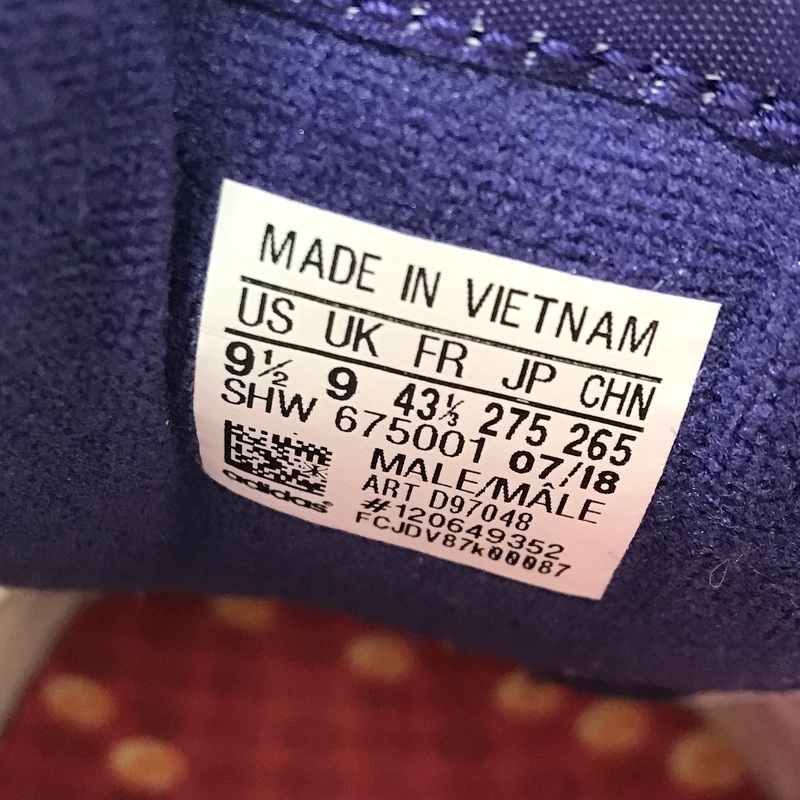 MADE IN VIETNAM
US UK FR JP CHN
9½ 9 43⅓ 275 265
SHW 675001 07/18
MALE/MÂLE
ART D97048
#120649352
FCJDV87k00087
adidas